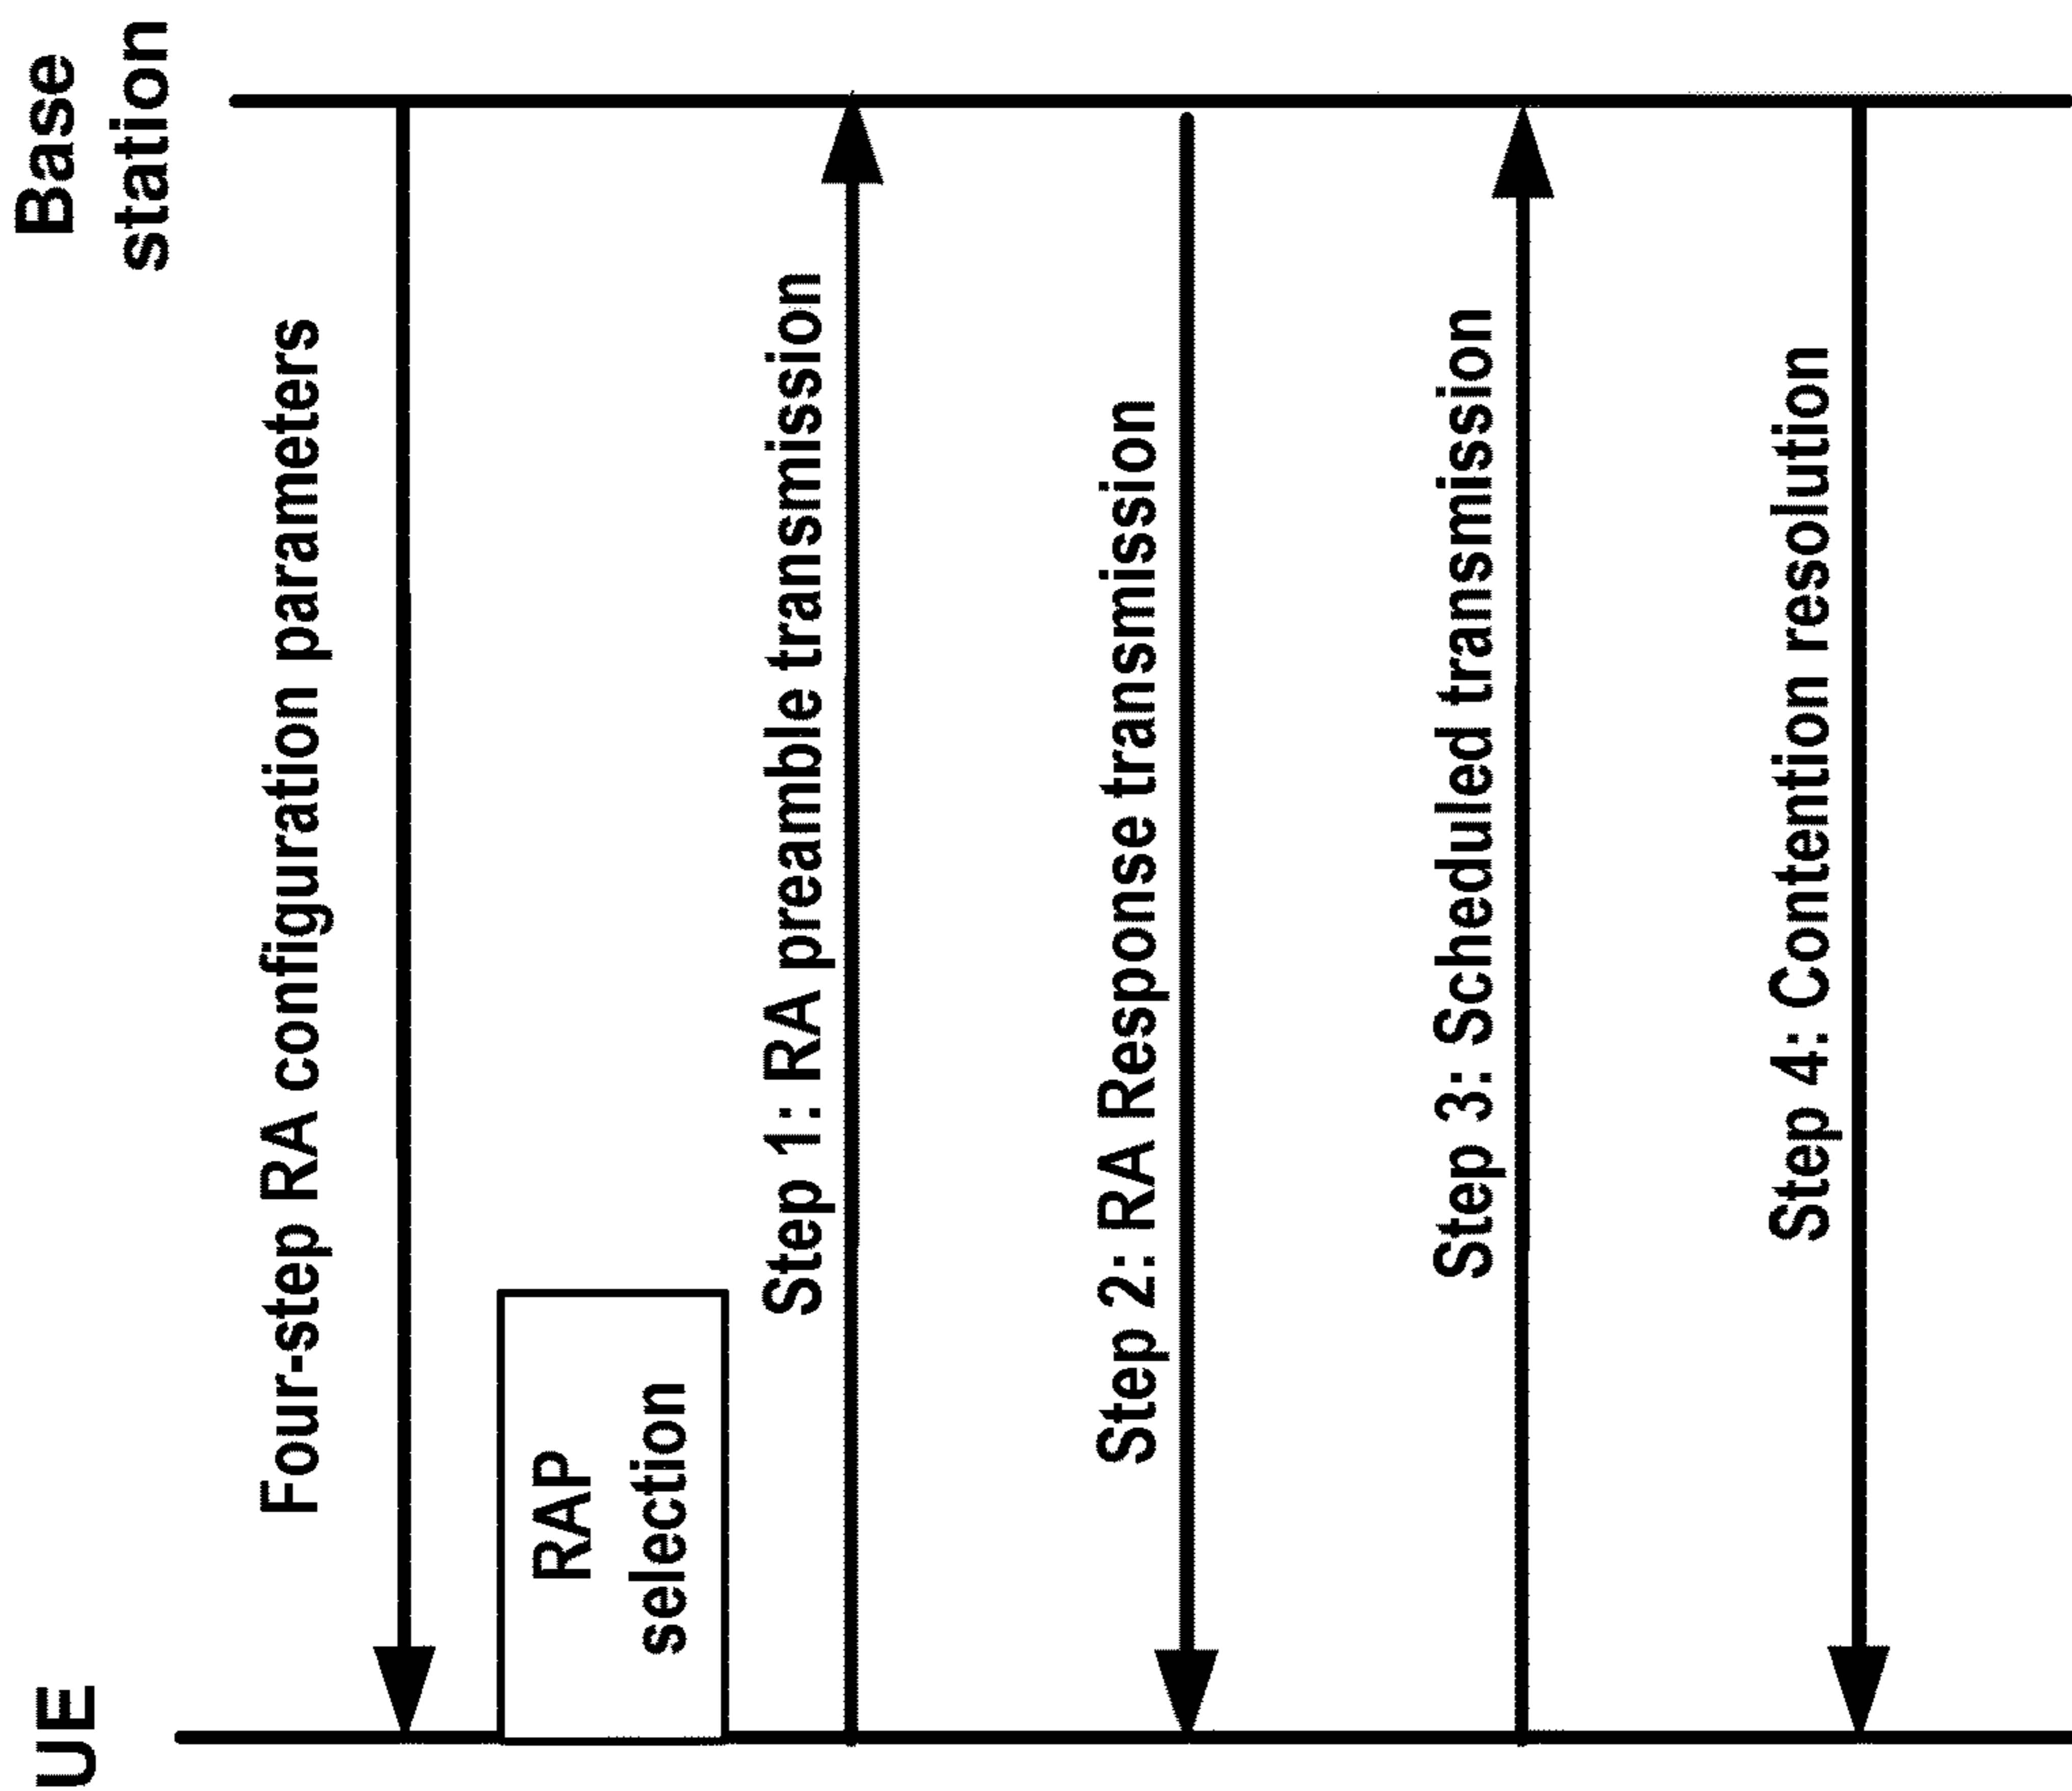 UE
Base
station
Four-step RA configuration parameters
RAP
selection
Step 1: RA preamble transmission
Step 2: RA Response transmission
Step 3: Scheduled transmission
Step 4: Contention resolution